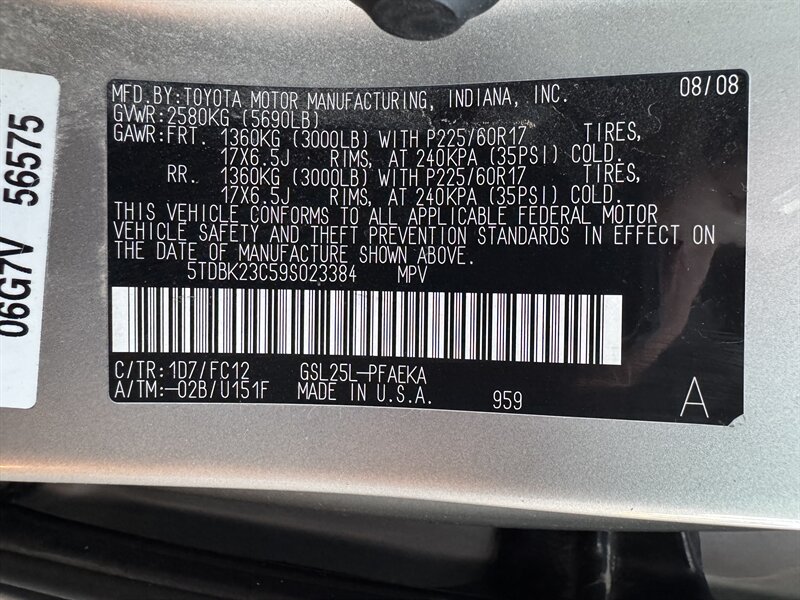 MFD.BY:TOYOTA MOTOR MANUFACTURING, INDIANA, INC. 08/08
GVWR:2580KG (5690LB)
GAWR:FRT. 1360KG (3000LB) WITH P225/60R17 TIRES,
17X6.5J RIMS, AT 240KPA (35PSI) COLD.
RR. 1360KG (3000LB) WITH P225/60R17 TIRES,
17X6.5J RIMS, AT 240KPA (35PSI) COLD.
THIS VEHICLE CONFORMS TO ALL APPLICABLE FEDERAL MOTOR
VEHICLE SAFETY AND THEFT PREVENTION STANDARDS IN EFFECT ON
THE DATE OF MANUFACTURE SHOWN ABOVE.
5TDBK23C59S023384 MPV
C/TR:1D7/FC12 GSL25L-PFAEKA
A/TM:-02B/U151F MADE IN U.S.A. 959 A
06G7V 56575